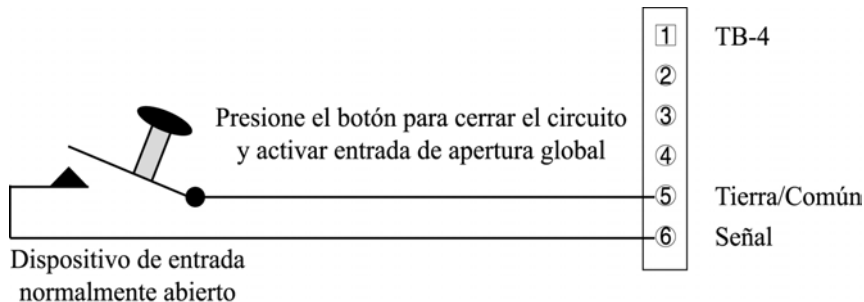 ① TB-4
②
Presione el botón para cerrar el circuito ③
y activar entrada de apertura global ④
⑤ Tierra/Común
⑥ Señal
Dispositivo de entrada
normalmente abierto